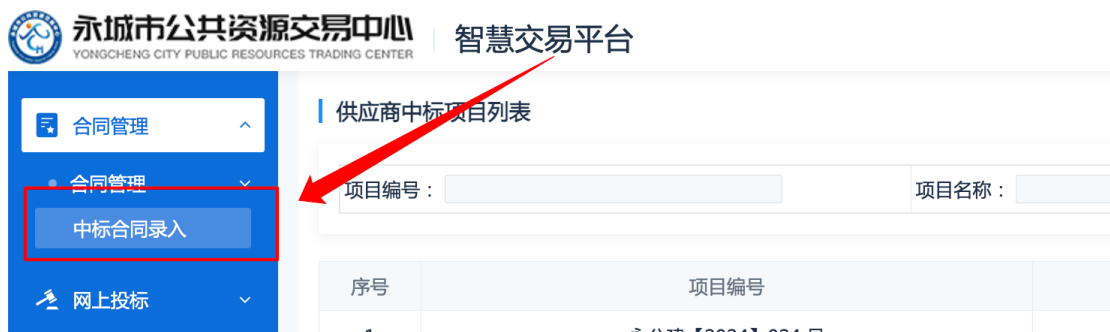 永城市公共资源交易中心
YONGCHENG CITY PUBLIC RESOURCES TRADING CENTER
智慧交易平台
合同管理
合同管理
中标合同录入
网上投标
供应商中标项目列表
项目编号：
项目名称：
序号
项目编号